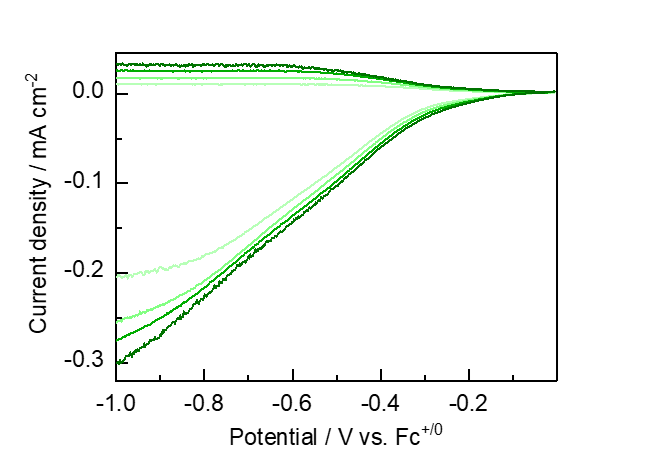 Current density / mA cm⁻²
0.0
-0.1
-0.2
-0.3
-1.0 -0.8 -0.6 -0.4 -0.2
Potential / V vs. Fc⁺ᐟ⁰